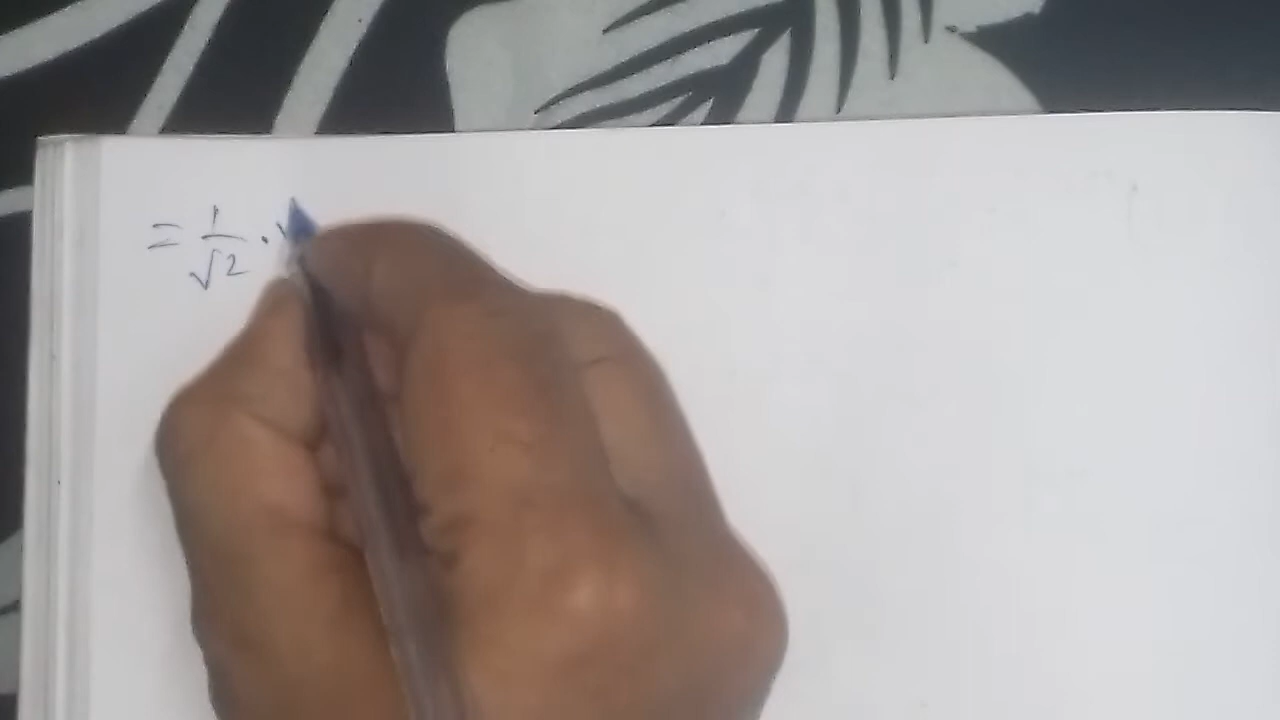 = 1/√2 ·